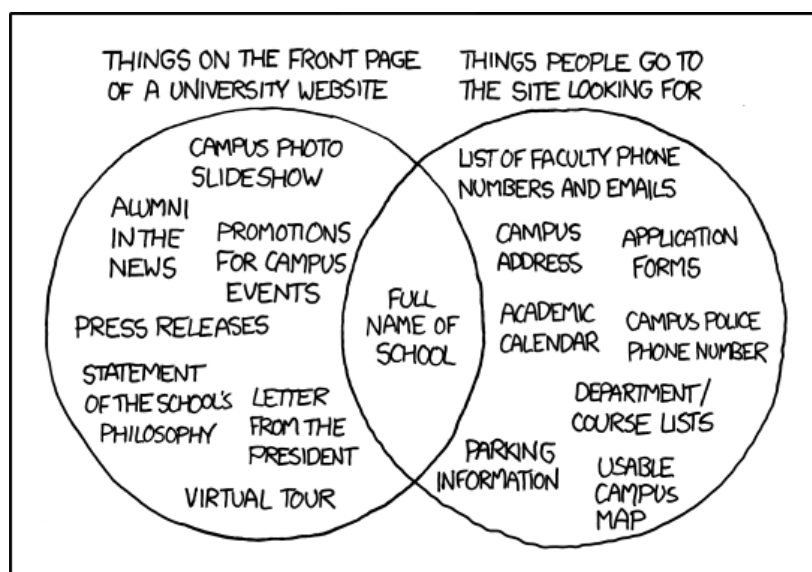 THINGS ON THE FRONT PAGE
OF A UNIVERSITY WEBSITE
THINGS PEOPLE GO TO
THE SITE LOOKING FOR
CAMPUS PHOTO
SLIDESHOW
ALUMNI
IN THE
NEWS
PROMOTIONS
FOR CAMPUS
EVENTS
PRESS RELEASES
STATEMENT
OF THE SCHOOL'S
PHILOSOPHY
LETTER
FROM THE
PRESIDENT
VIRTUAL TOUR
FULL
NAME OF
SCHOOL
LIST OF FACULTY PHONE
NUMBERS AND EMAILS
CAMPUS
ADDRESS
APPLICATION
FORMS
ACADEMIC
CALENDAR
CAMPUS POLICE
PHONE NUMBER
DEPARTMENT/
COURSE LISTS
PARKING
INFORMATION
USABLE
CAMPUS
MAP